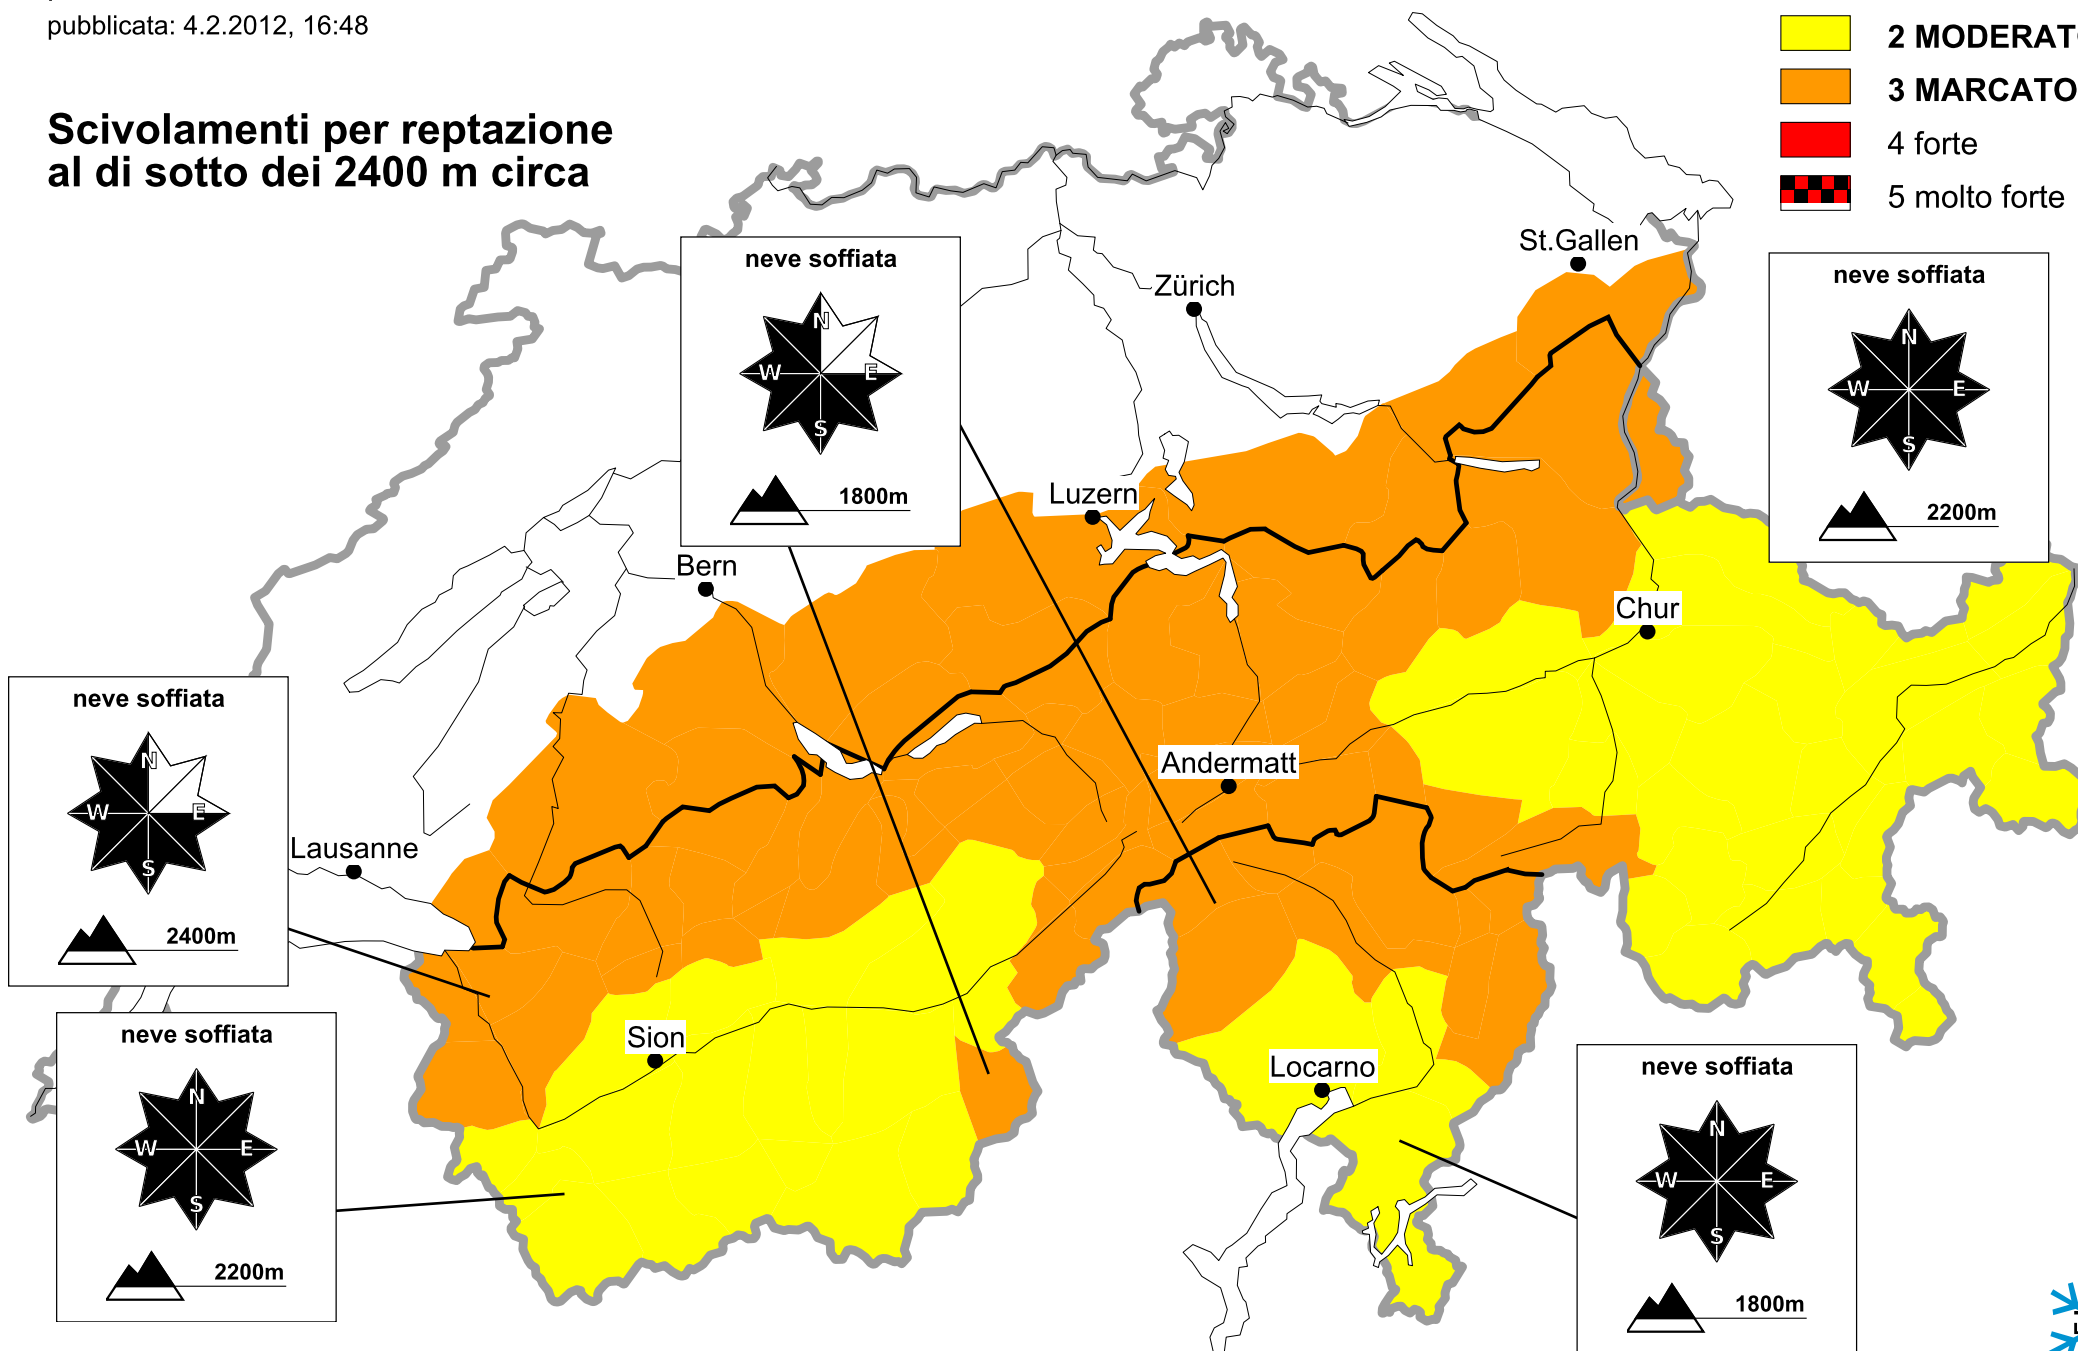 pubblicata: 4.2.2012, 16:48
Scivolamenti per reptazione
al di sotto dei 2400 m circa
2 MODERAT
3 MARCATO
4 forte
5 molto forte
neve soffiata
N
W E
S
1800m
neve soffiata
N
W E
S
2200m
neve soffiata
N
W E
S
2400m
neve soffiata
N
W E
S
2200m
neve soffiata
N
W E
S
1800m
St.Gallen
Zürich
Luzern
Bern
Chur
Andermatt
Lausanne
Sion
Locarno